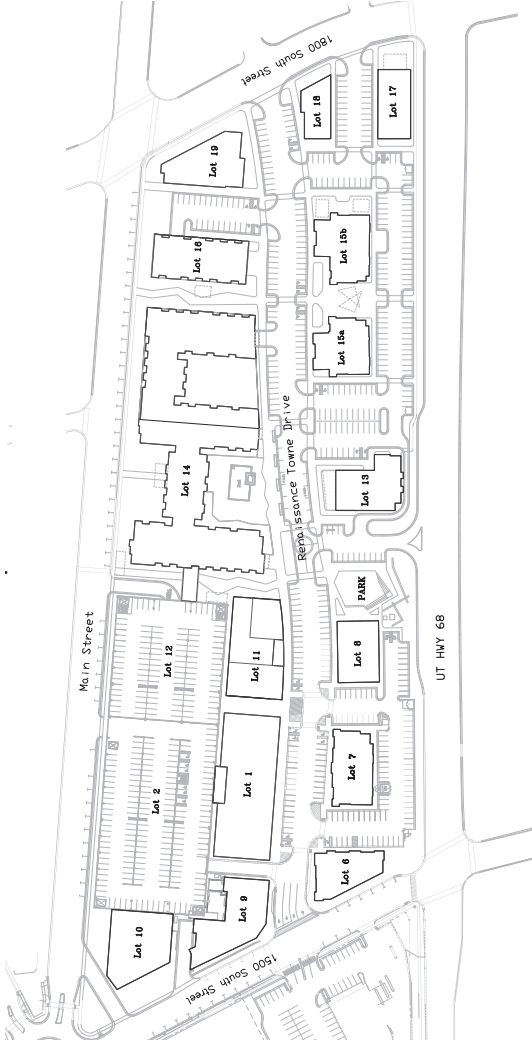 1800 South Street
Lot 17
Lot 18
Lot 19
Lot 15b
Lot 16
Lot 15a
Renaissance Towne Drive
Lot 14
Lot 13
PARK
Main Street
UT HWY 68
Lot 12
Lot 11
Lot 8
Lot 7
Lot 1
Lot 2
Lot 6
Lot 9
Lot 10
1500 South Street